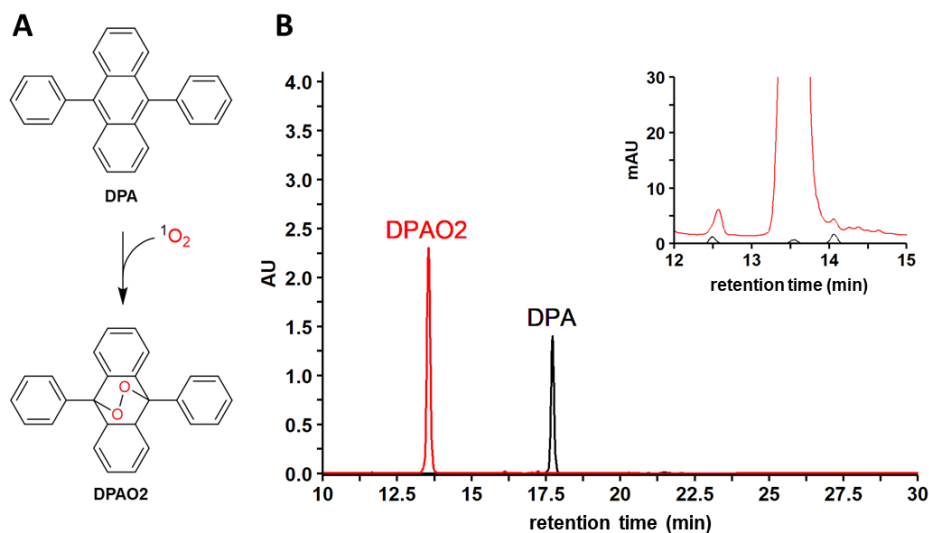 A
DPA
¹O₂
O
O
DPAO2
B
AU
4.0
3.5
3.0
2.5
2.0
1.5
1.0
0.5
0.0
DPAO2
DPA
10 12.5 15 17.5 20 22.5 25 27.5 30
retention time (min)
mAU
30
20
10
0
12 13 14 15
retention time (min)